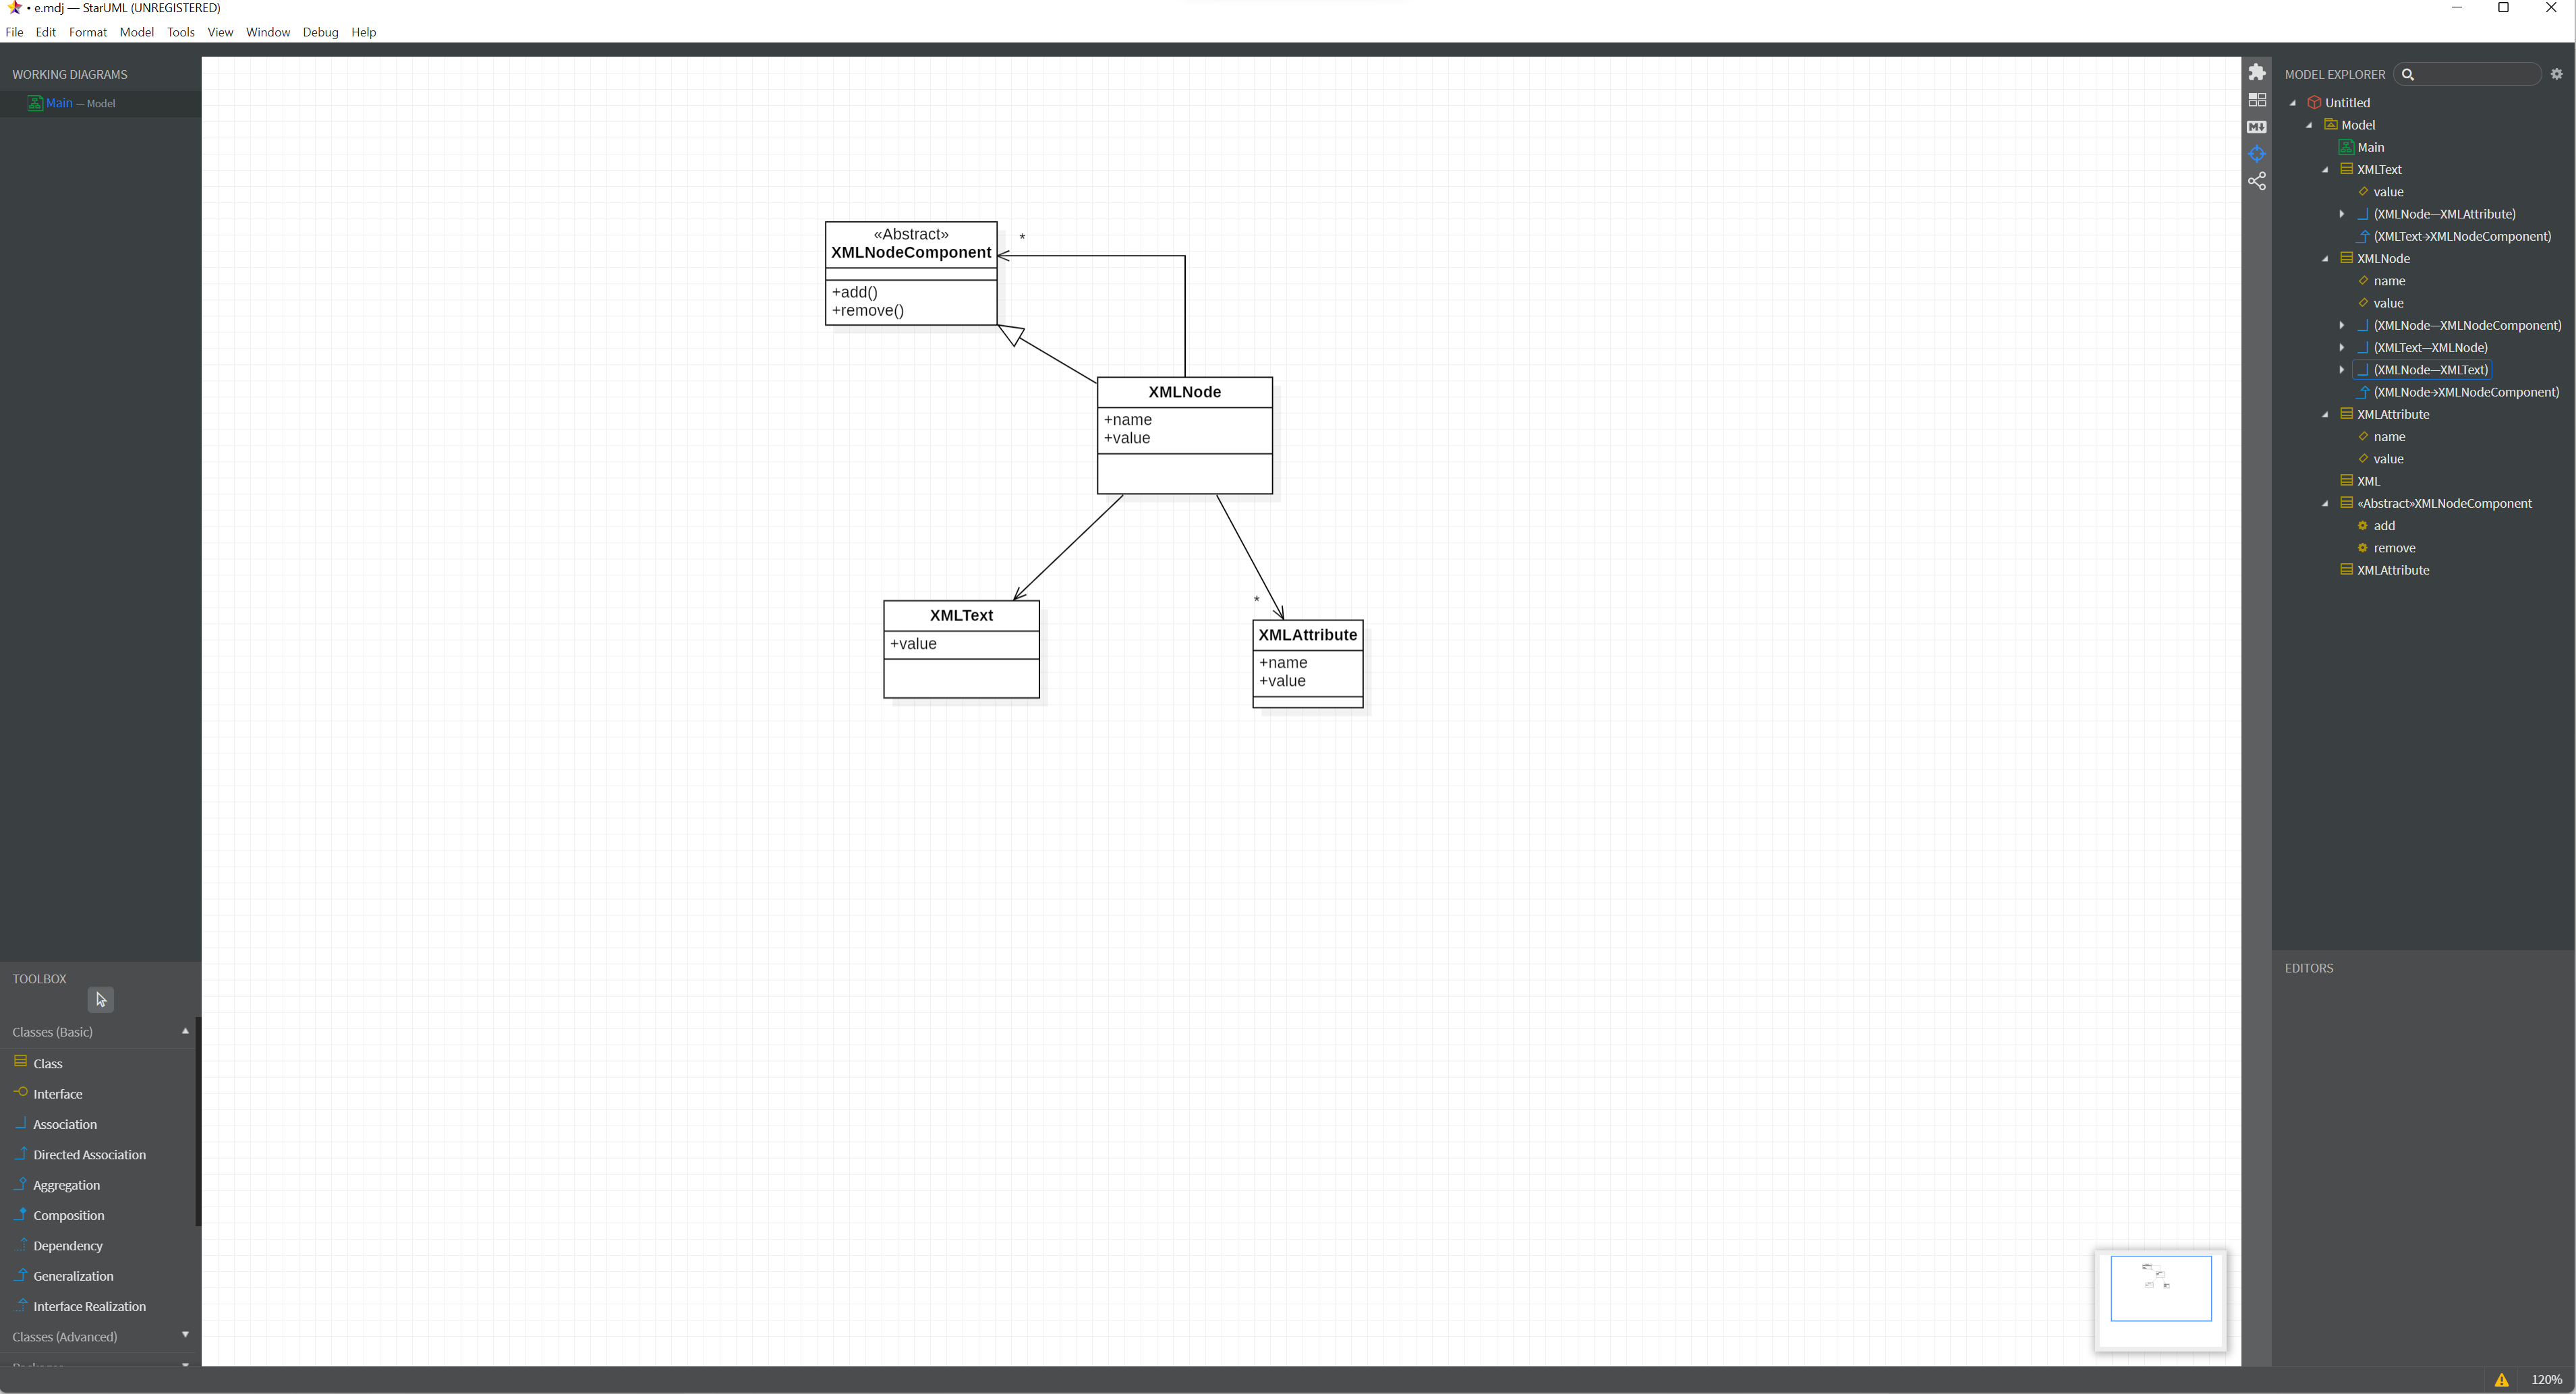 • e.mdj — StarUML (UNREGISTERED)
File Edit Format Model Tools View Window Debug Help
WORKING DIAGRAMS
Main — Model
«Abstract»
XMLNodeComponent
+add()
+remove()
*
XMLNode
+name
+value
XMLText
+value
*
XMLAttribute
+name
+value
TOOLBOX
Classes (Basic)
Class
Interface
Association
Directed Association
Aggregation
Composition
Dependency
Generalization
Interface Realization
Classes (Advanced)
MODEL EXPLORER
Untitled
Model
Main
XMLText
value
(XMLNode—XMLAttribute)
(XMLText→XMLNodeComponent)
XMLNode
name
value
(XMLNode—XMLNodeComponent)
(XMLText—XMLNode)
(XMLNode—XMLText)
(XMLNode→XMLNodeComponent)
XMLAttribute
name
value
XML
«Abstract»XMLNodeComponent
add
remove
XMLAttribute
EDITORS
120%